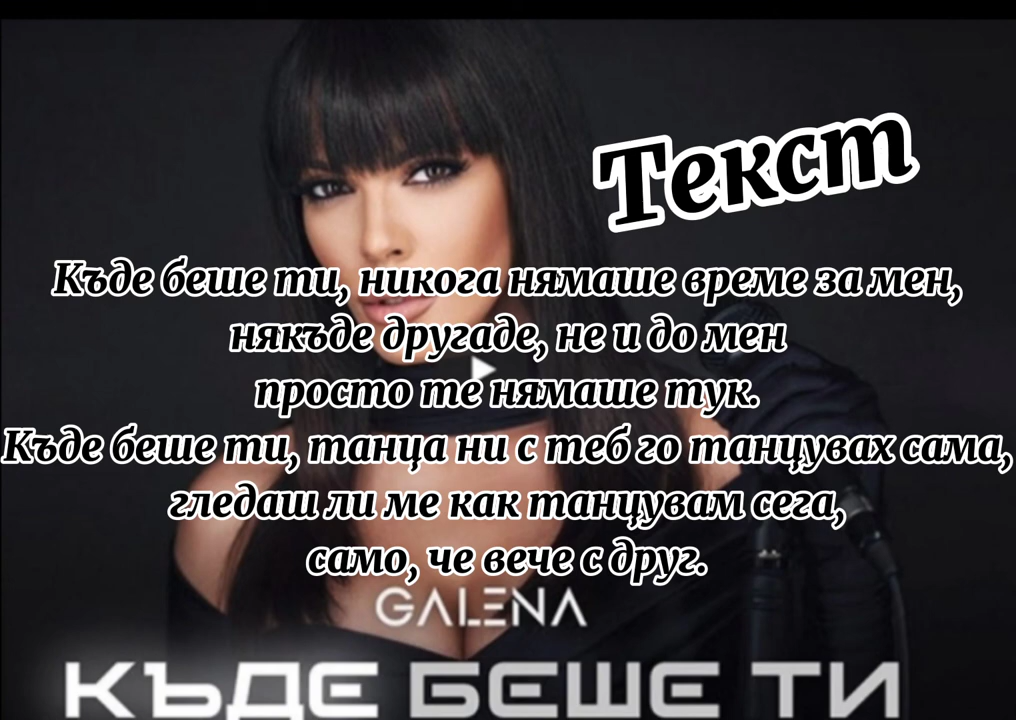 Текст
Къде беше ти, никога нямаше време за мен,
някъде другаде, не и до мен
просто те нямаше тук.
Къде беше ти, танца ни с теб го танцувах сама,
гледаш ли ме как танцувам сега,
само, че вече с друг.
GALENA
КЪДЕ БЕШЕ ТИ